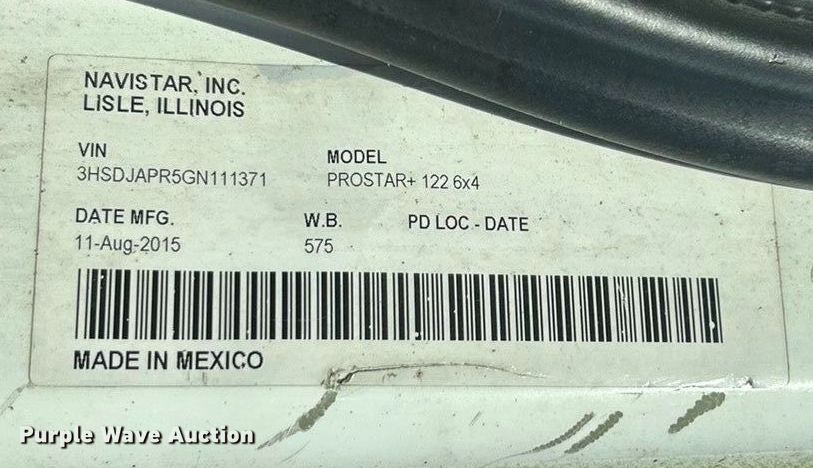 NAVISTAR, INC.
LISLE, ILLINOIS
VIN
3HSDJAPR5GN111371
MODEL
PROSTAR+ 122 6x4
DATE MFG.
11-Aug-2015
W.B.
575
PD LOC - DATE
MADE IN MEXICO
Purple Wave Auction